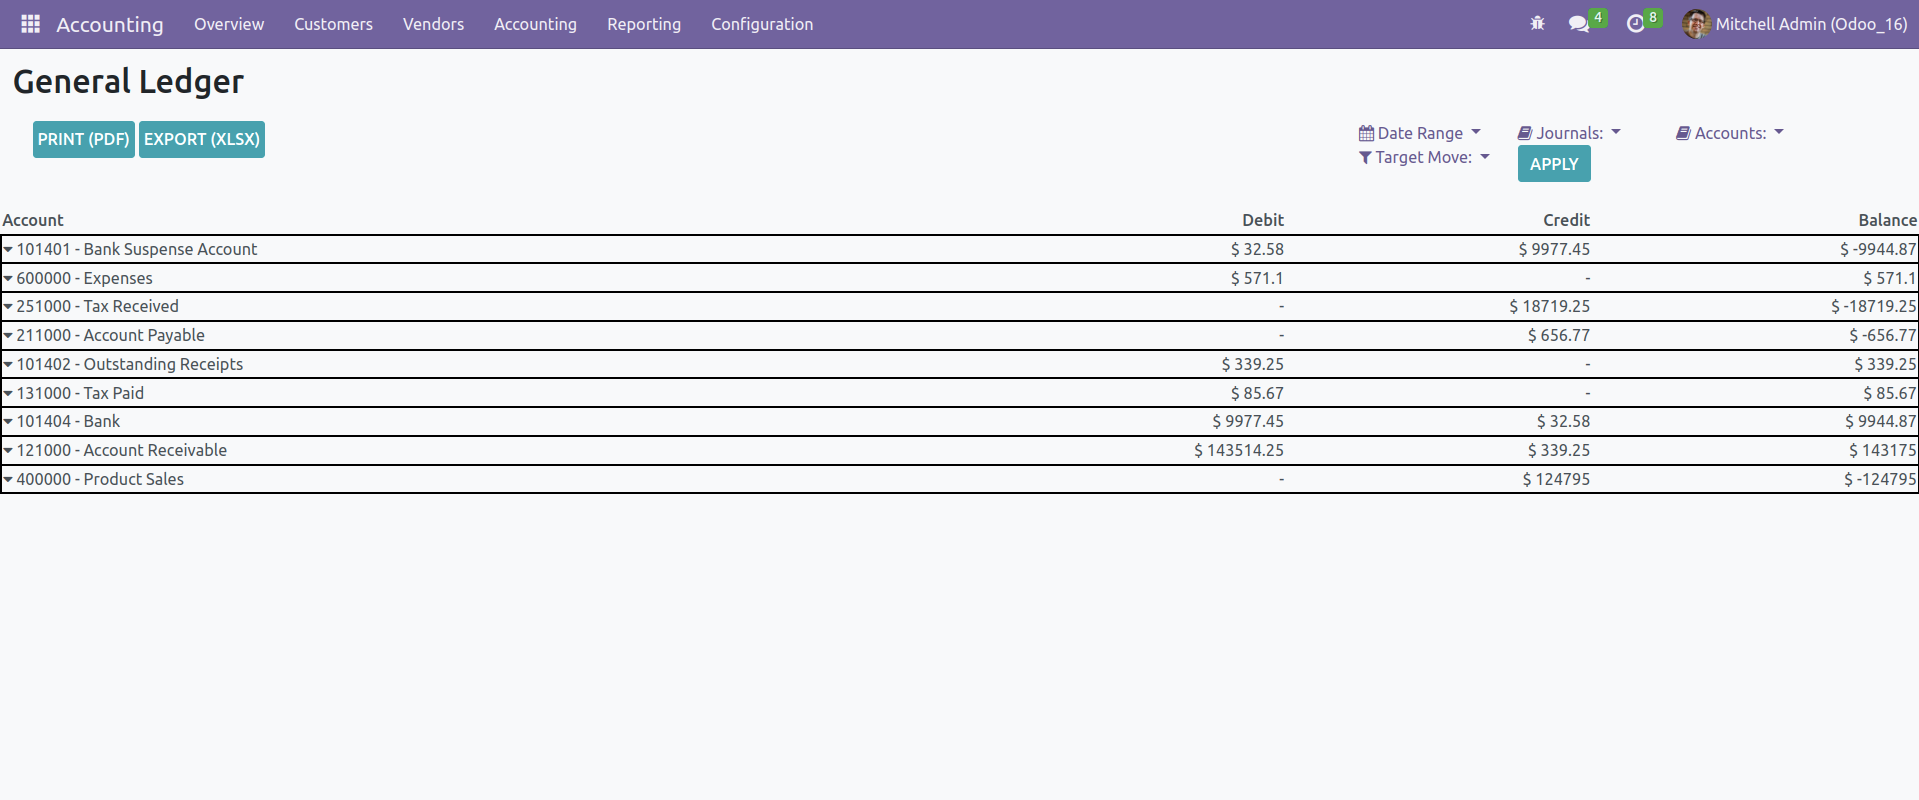 Accounting Overview Customers Vendors Accounting Reporting Configuration 4 8 Mitchell Admin (Odoo_16)
General Ledger
PRINT (PDF) EXPORT (XLSX) Date Range Journals: Accounts:
Target Move: APPLY
Account Debit Credit Balance
101401 - Bank Suspense Account $ 32.58 $ 9977.45 $ -9944.87
600000 - Expenses $ 571.1 - $ 571.1
251000 - Tax Received - $ 18719.25 $ -18719.25
211000 - Account Payable - $ 656.77 $ -656.77
101402 - Outstanding Receipts $ 339.25 - $ 339.25
131000 - Tax Paid $ 85.67 - $ 85.67
101404 - Bank $ 9977.45 $ 32.58 $ 9944.87
121000 - Account Receivable $ 143514.25 $ 339.25 $ 143175
400000 - Product Sales - $ 124795 $ -124795